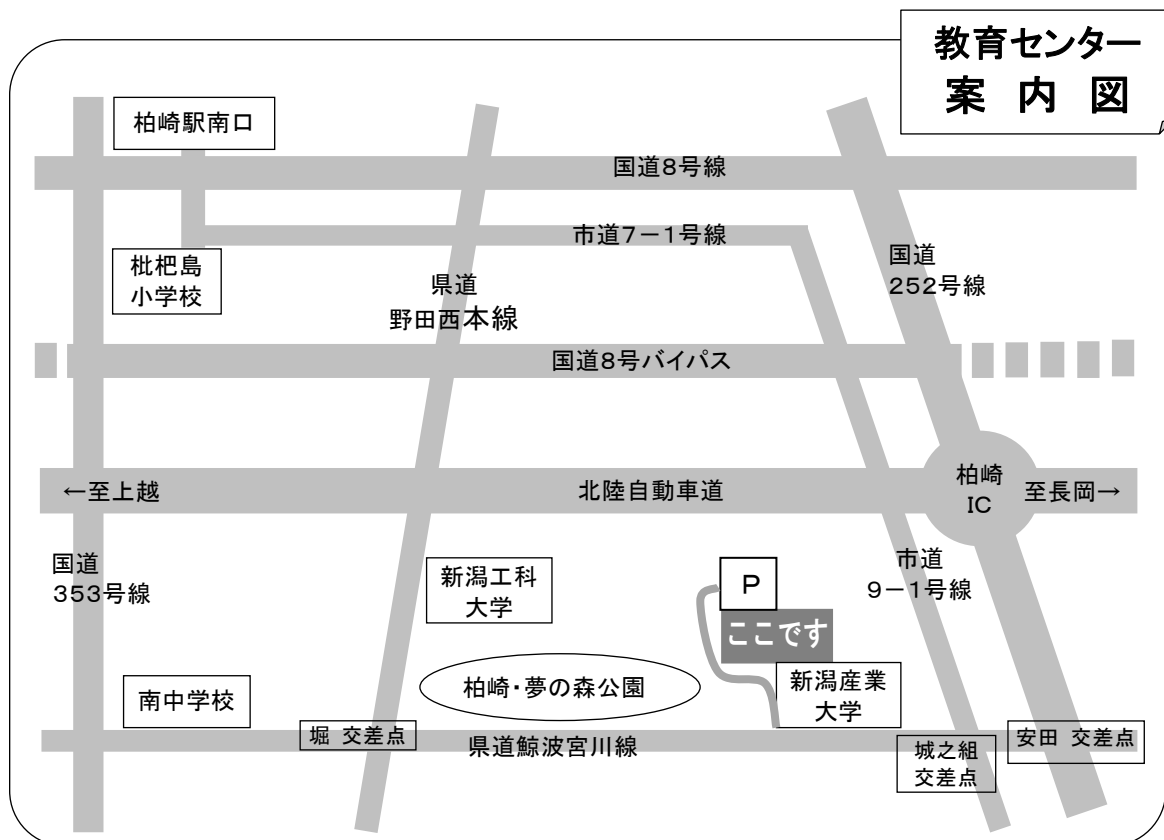 教育センター
案 内 図
柏崎駅南口
国道8号線
市道7－1号線
枇杷島
小学校
国道
252号線
県道
野田西本線
国道8号バイパス
←至上越
北陸自動車道
柏崎
IC
至長岡→
国道
353号線
新潟工科
大学
P
ここです
市道
9－1号線
柏崎・夢の森公園
新潟産業
大学
南中学校
堀 交差点
県道鯨波宮川線
城之組
交差点
安田 交差点